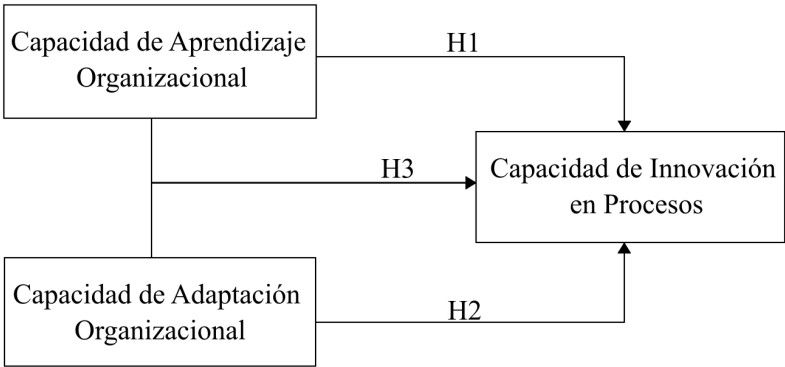 Capacidad de Aprendizaje
Organizacional
H1
H3
Capacidad de Innovación
en Procesos
Capacidad de Adaptación
Organizacional
H2